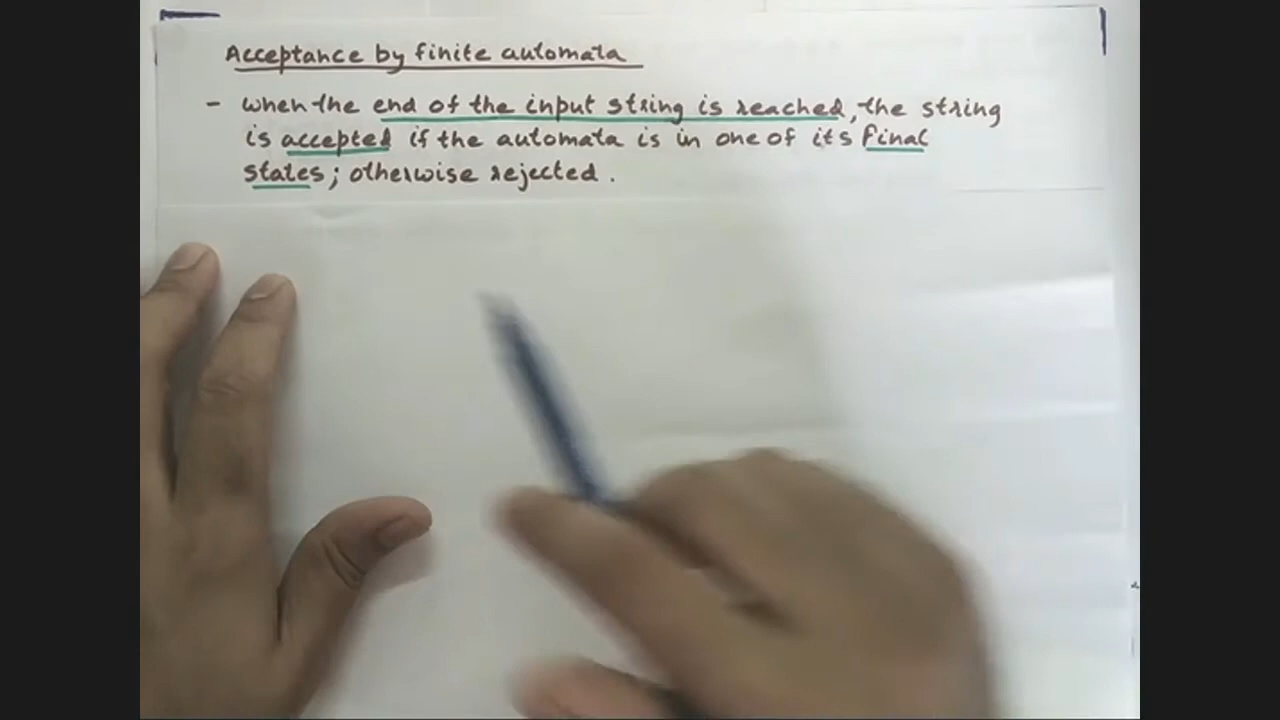 Acceptance by finite automata
- when the end of the input string is reached, the string
is accepted if the automata is in one of its final
states; otherwise rejected.